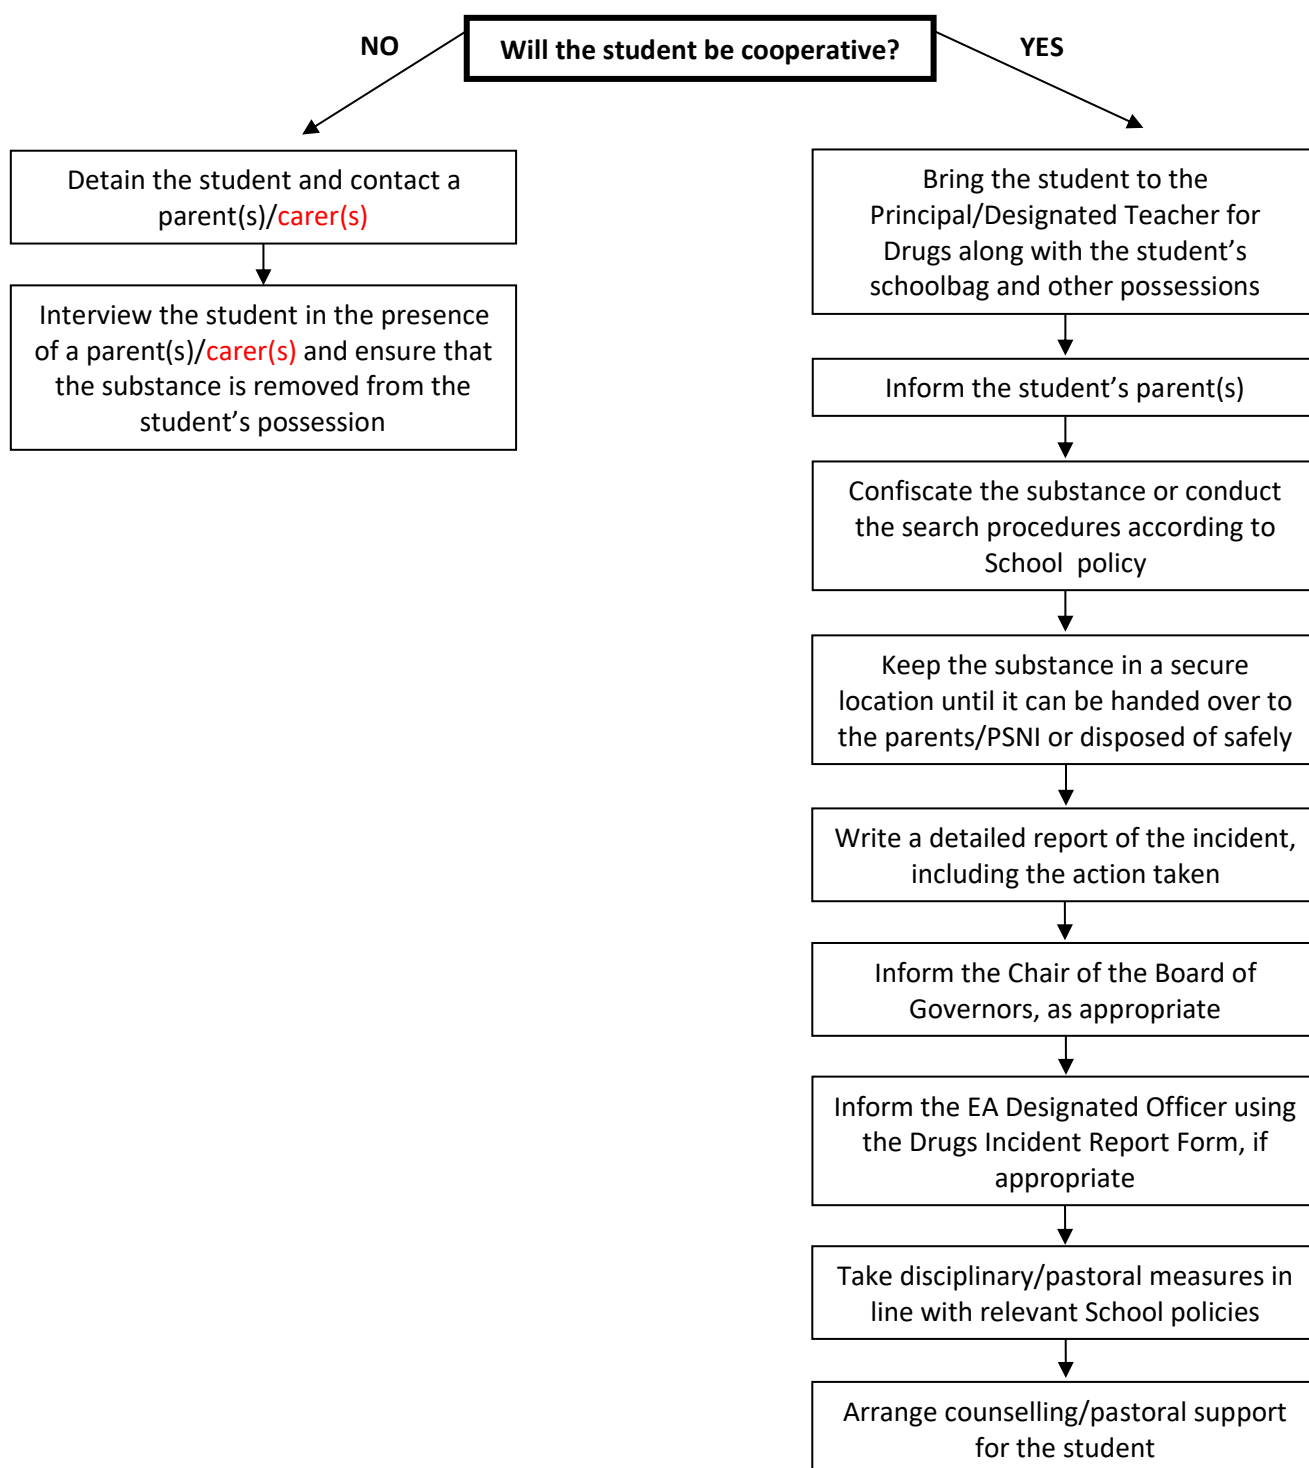 NO
Will the student be cooperative?
YES
Detain the student and contact a
parent(s)/carer(s)
Interview the student in the presence
of a parent(s)/carer(s) and ensure that
the substance is removed from the
student’s possession
Bring the student to the
Principal/Designated Teacher for
Drugs along with the student’s
schoolbag and other possessions
Inform the student’s parent(s)
Confiscate the substance or conduct
the search procedures according to
School  policy
Keep the substance in a secure
location until it can be handed over to
the parents/PSNI or disposed of safely
Write a detailed report of the incident,
including the action taken
Inform the Chair of the Board of
Governors, as appropriate
Inform the EA Designated Officer using
the Drugs Incident Report Form, if
appropriate
Take disciplinary/pastoral measures in
line with relevant School policies
Arrange counselling/pastoral support
for the student